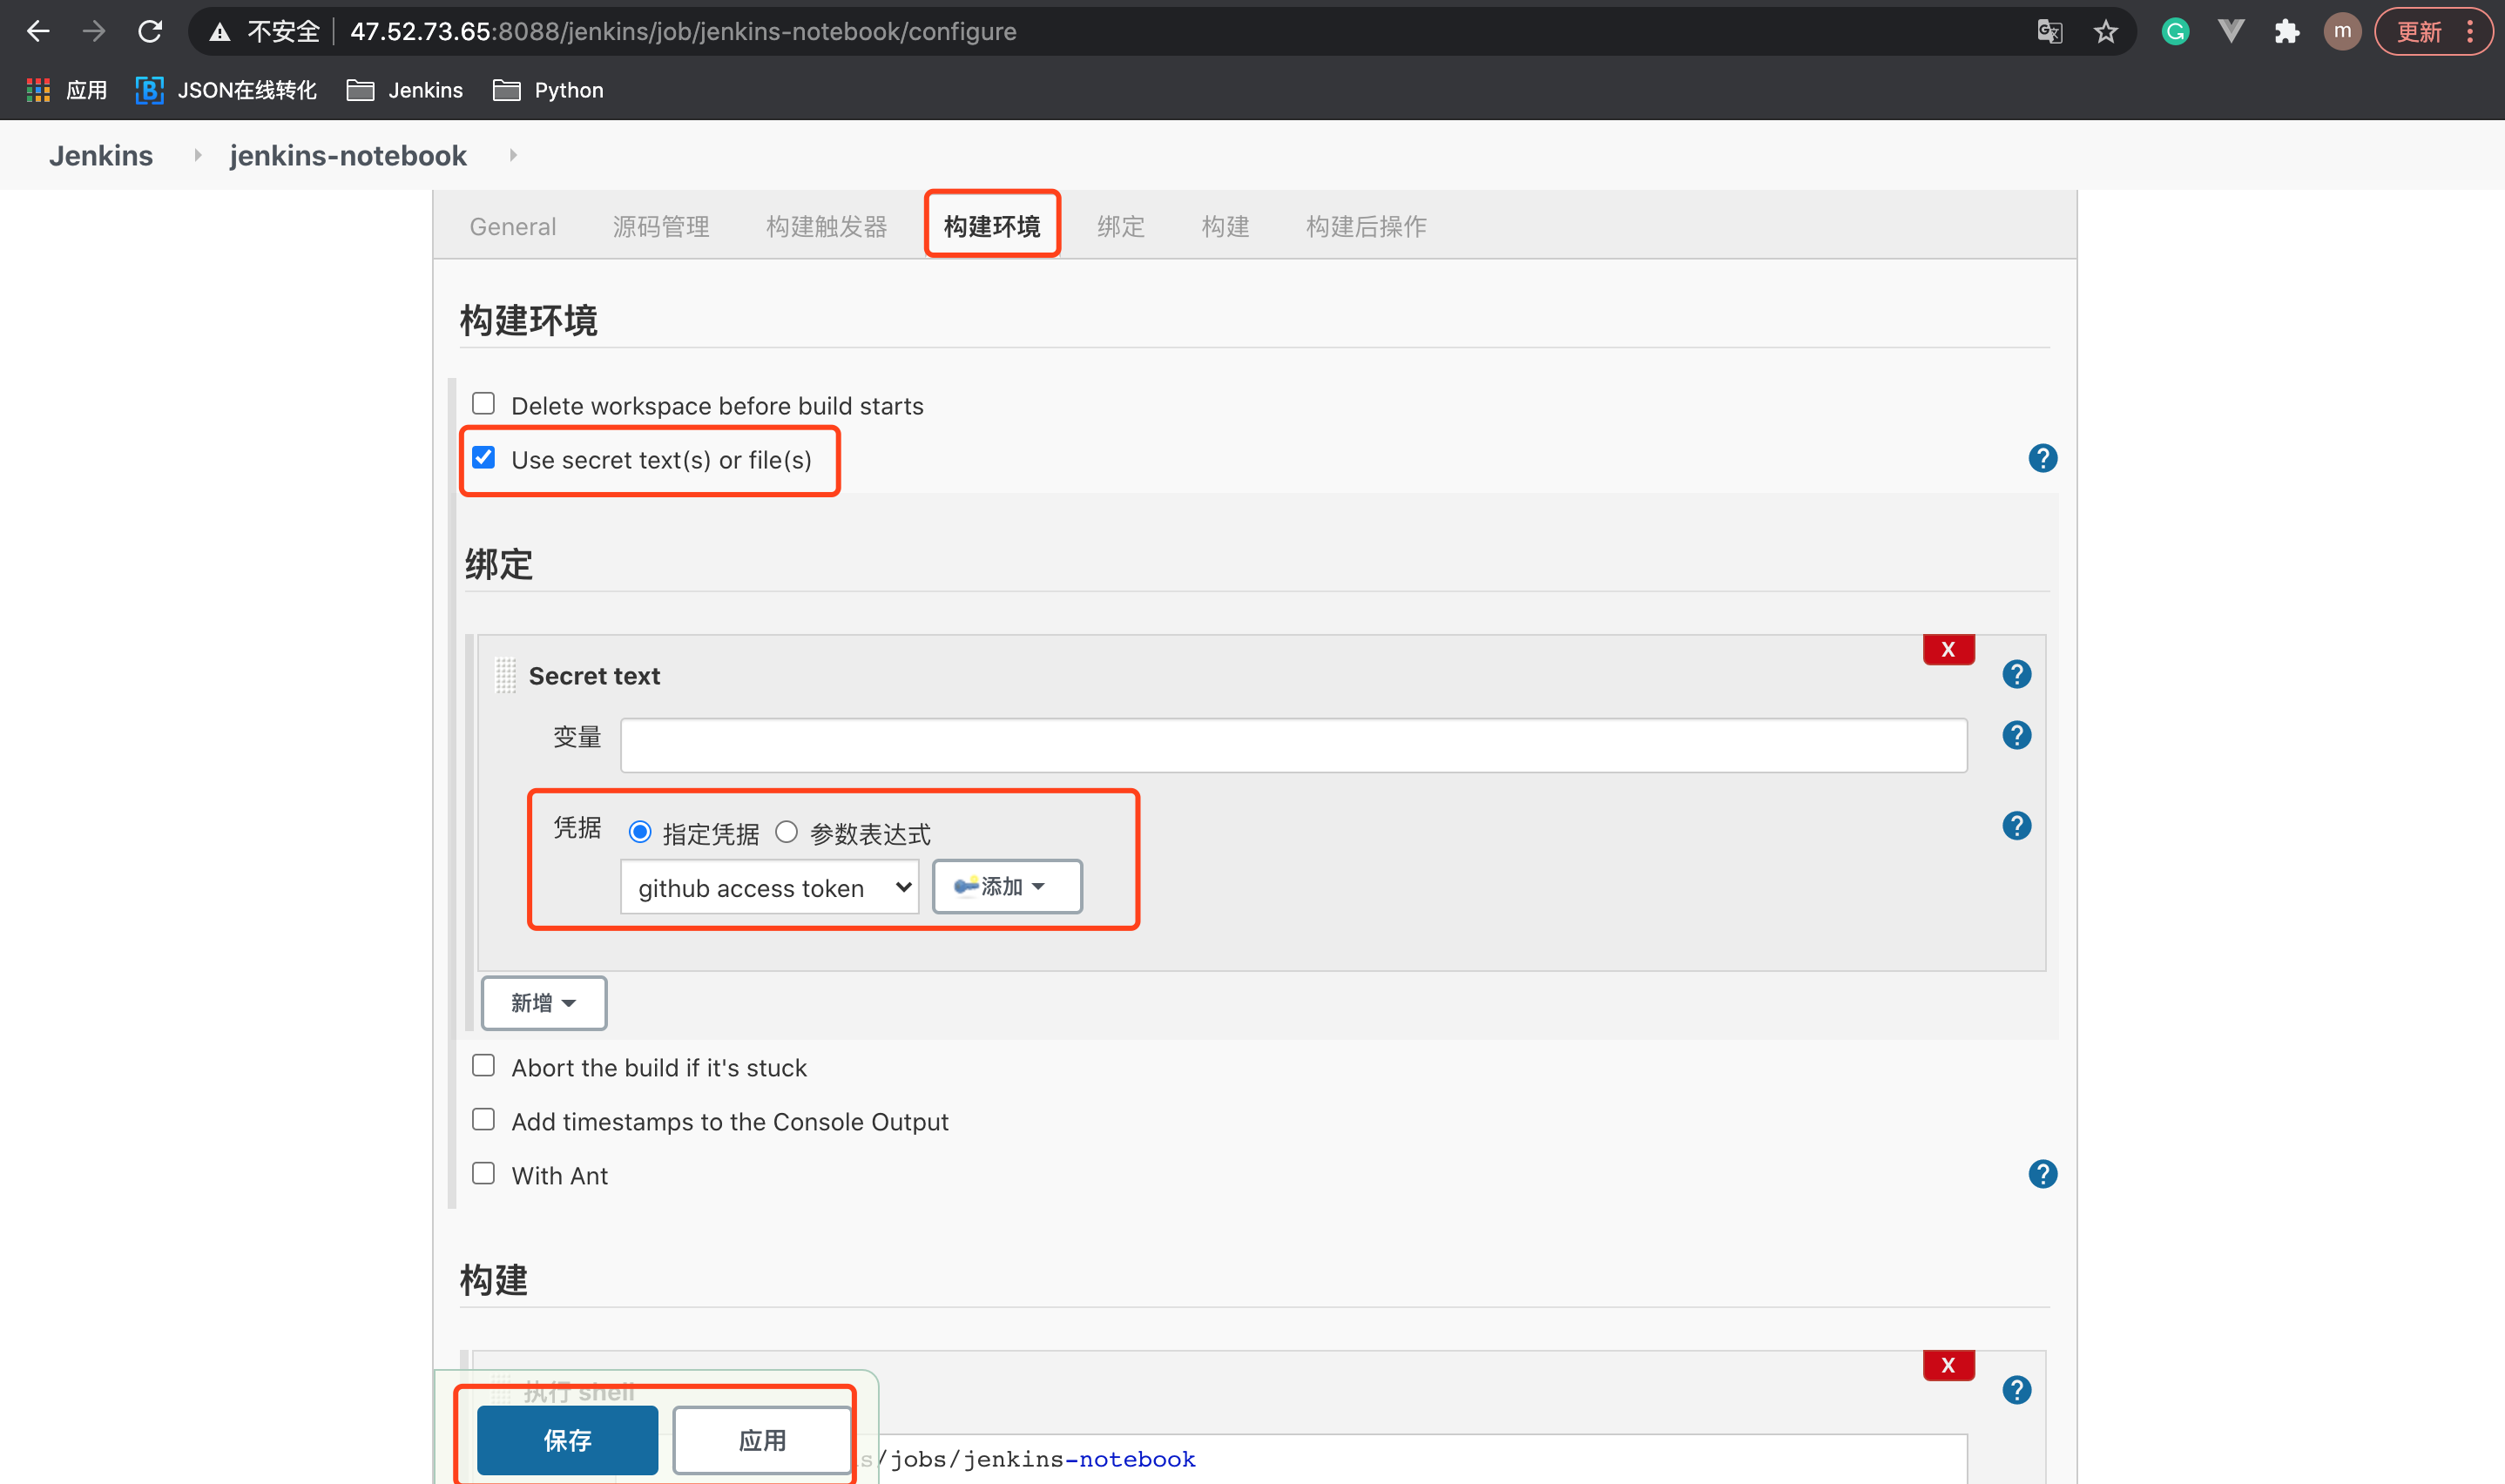 不安全 47.52.73.65:8088/jenkins/job/jenkins-notebook/configure G m 更新
应用 B JSON在线转化 Jenkins Python
Jenkins jenkins-notebook
General 源码管理 构建触发器 构建环境 绑定 构建 构建后操作
构建环境
Delete workspace before build starts
Use secret text(s) or file(s) ?
绑定
X
Secret text ?
变量 ?
凭据 指定凭据 参数表达式 ?
github access token 添加
新增
Abort the build if it's stuck
Add timestamps to the Console Output
With Ant ?
构建
X
执行 shell ?
保存 应用
s/jobs/jenkins-notebook